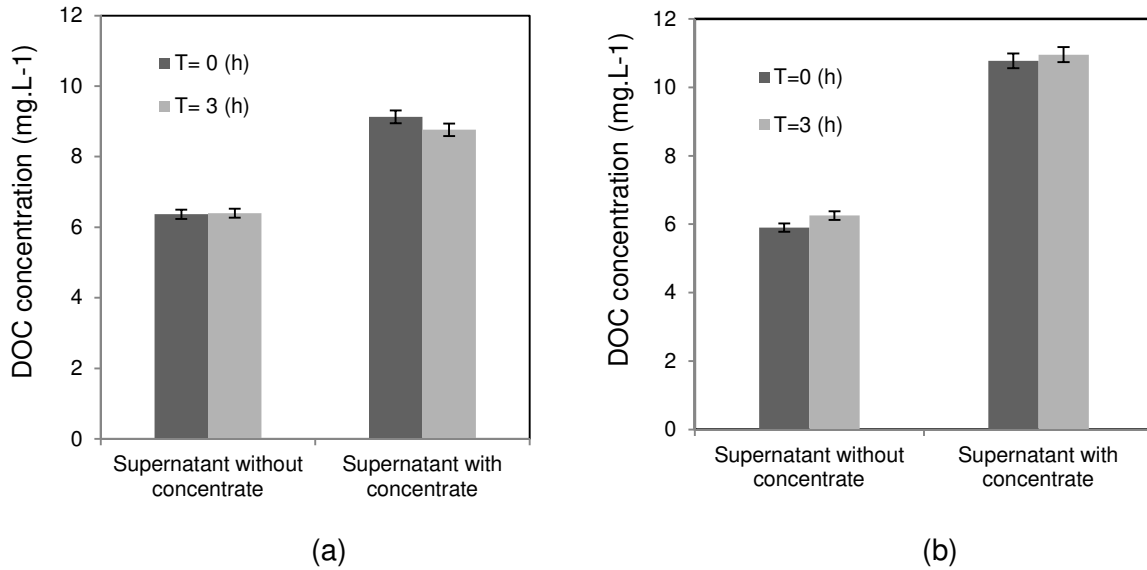 DOC concentration (mg.L-1)
12
10
8
6
4
2
0
T= 0 (h)
T= 3 (h)
Supernatant without
concentrate
Supernatant with
concentrate
(a)
DOC concentration (mg.L-1)
12
10
8
6
4
2
0
T=0 (h)
T=3 (h)
Supernatant without
concentrate
Supernatant with
concentrate
(b)